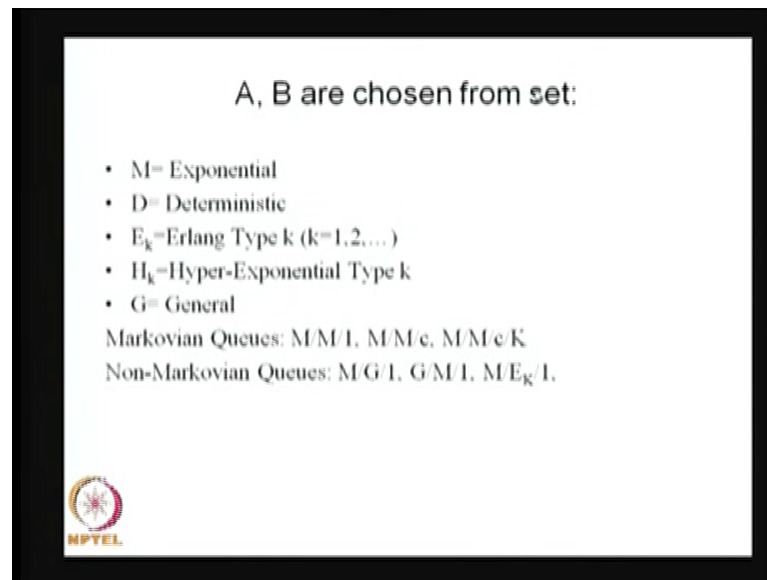 A, B are chosen from set:
• M= Exponential
• D= Deterministic
• Eₖ=Erlang Type k (k=1,2,...)
• Hₖ=Hyper-Exponential Type k
• G= General
Markovian Queues: M/M/1, M/M/c, M/M/c/K
Non-Markovian Queues: M/G/1, G/M/1, M/E_K/1,
NPTEL